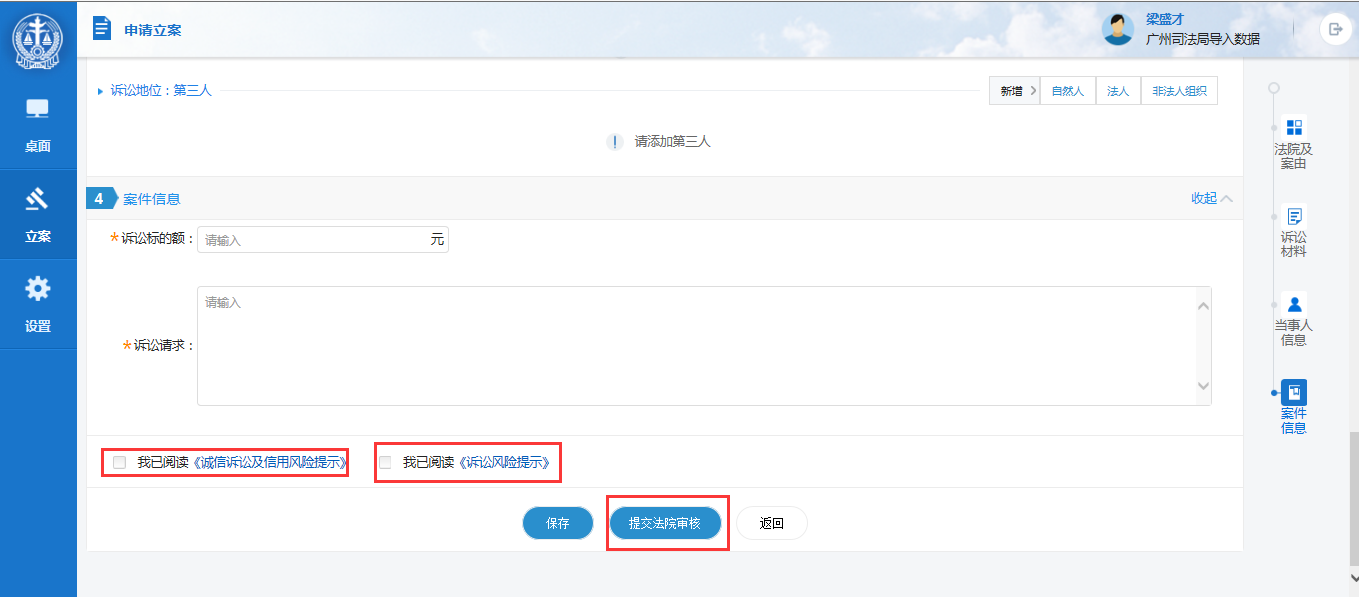 申请立案
梁盛才
广州司法局导入数据
桌面
立案
设置
诉讼地位：第三人
新增
自然人
法人
非法人组织
! 请添加第三人
4 案件信息
收起
*诉讼标的额：
请输入
元
*诉讼请求：
请输入
我已阅读《诚信诉讼及信用风险提示》
我已阅读《诉讼风险提示》
保存
提交法院审核
返回
法院及
案由
诉讼
材料
当事人
信息
案件
信息